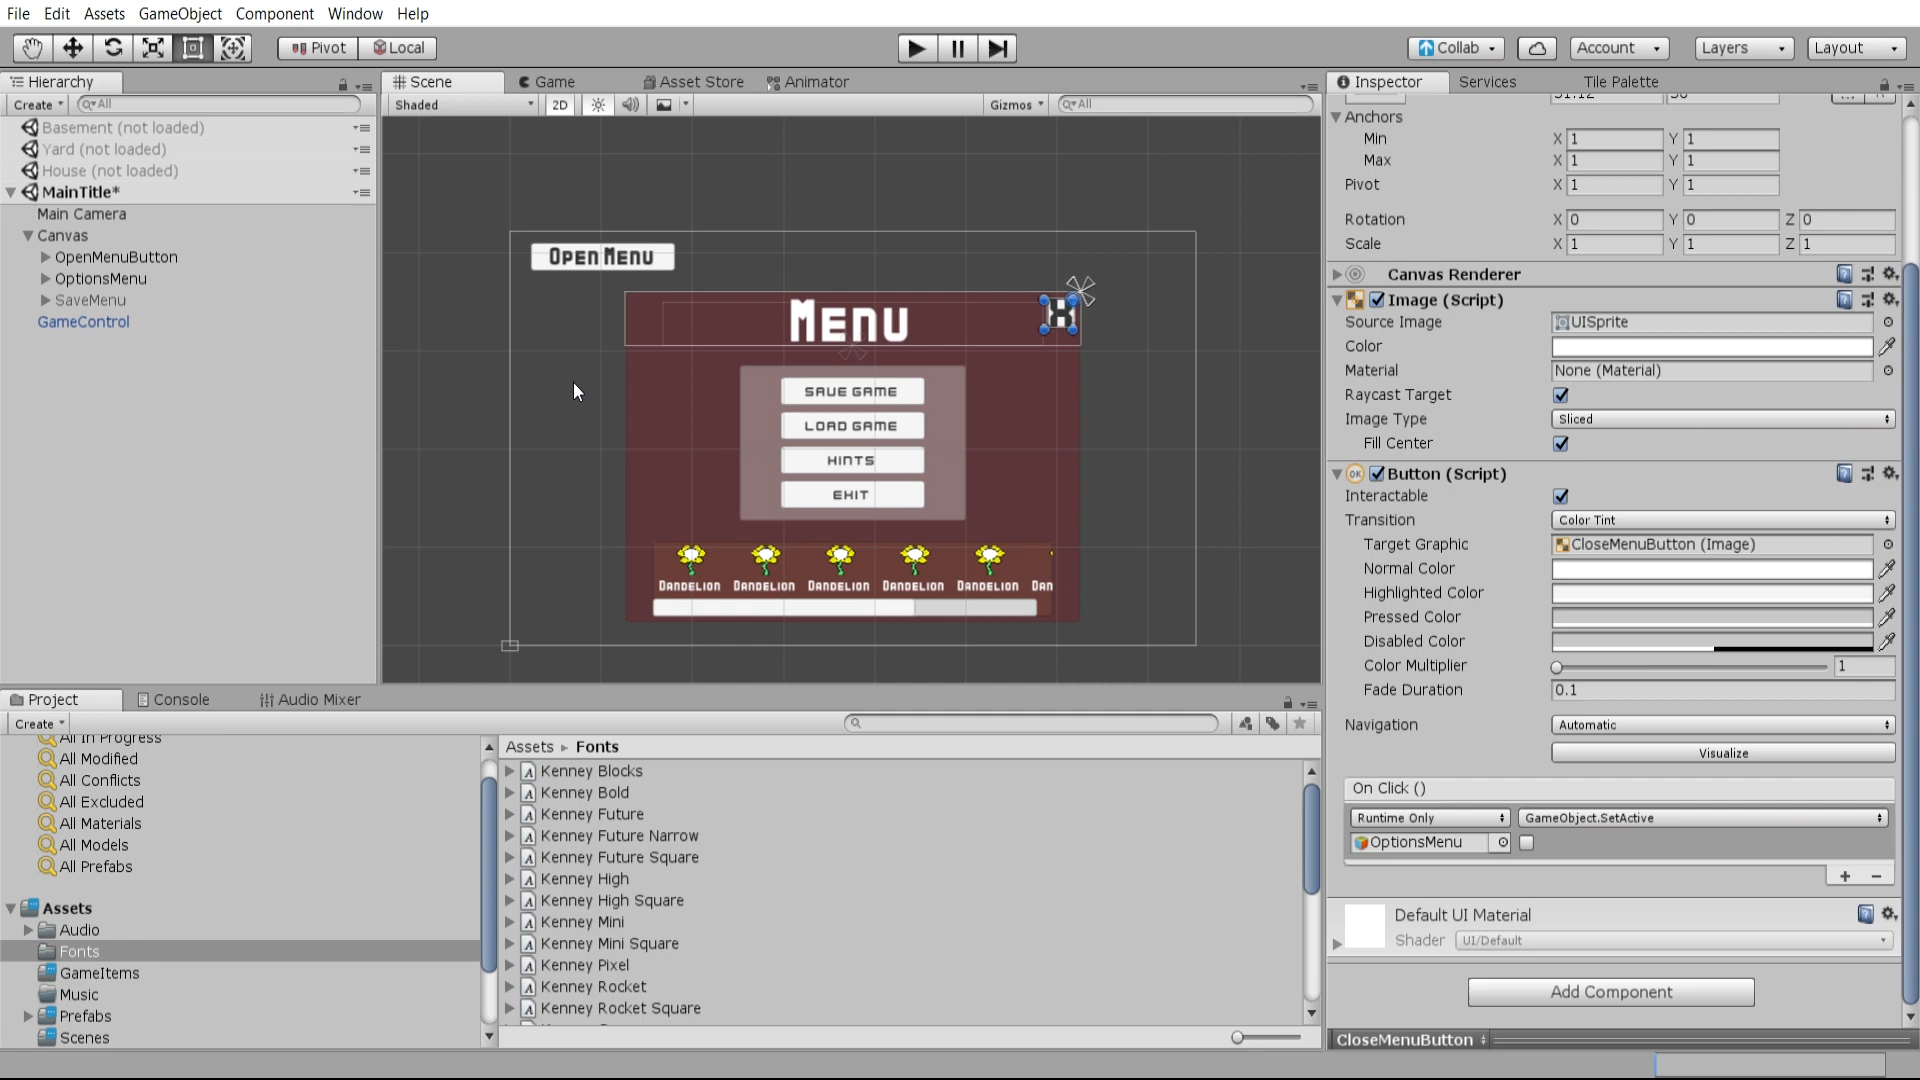 File Edit Assets GameObject Component Window Help
Pivot Local
Collab Account Layers Layout
Hierarchy
Create All
Basement (not loaded)
Yard (not loaded)
House (not loaded)
MainTitle*
Main Camera
Canvas
OpenMenuButton
OptionsMenu
SaveMenu
GameControl
Scene Game Asset Store Animator
Shaded 2D Gizmos All
Open Menu
Menu
X
SAVE GAME
LOAD GAME
HINTS
EXIT
Dandelion Dandelion Dandelion Dandelion Dandelion Dan
Project Console Audio Mixer
Create
All In Progress
All Modified
All Conflicts
All Excluded
All Materials
All Models
All Prefabs
Assets
Audio
Fonts
GameItems
Music
Prefabs
Scenes
Assets Fonts
Kenney Blocks
Kenney Bold
Kenney Future
Kenney Future Narrow
Kenney Future Square
Kenney High
Kenney High Square
Kenney Mini
Kenney Mini Square
Kenney Pixel
Kenney Rocket
Kenney Rocket Square
Inspector Services Tile Palette
Anchors
Min X 1 Y 1
Max X 1 Y 1
Pivot X 1 Y 1
Rotation X 0 Y 0 Z 0
Scale X 1 Y 1 Z 1
Canvas Renderer
Image (Script)
Source Image UISprite
Color
Material None (Material)
Raycast Target
Image Type Sliced
Fill Center
OK Button (Script)
Interactable
Transition Color Tint
Target Graphic CloseMenuButton (Image)
Normal Color
Highlighted Color
Pressed Color
Disabled Color
Color Multiplier 1
Fade Duration 0.1
Navigation Automatic
Visualize
On Click ()
Runtime Only GameObject.SetActive
OptionsMenu
+ −
Default UI Material
Shader UI/Default
Add Component
CloseMenuButton